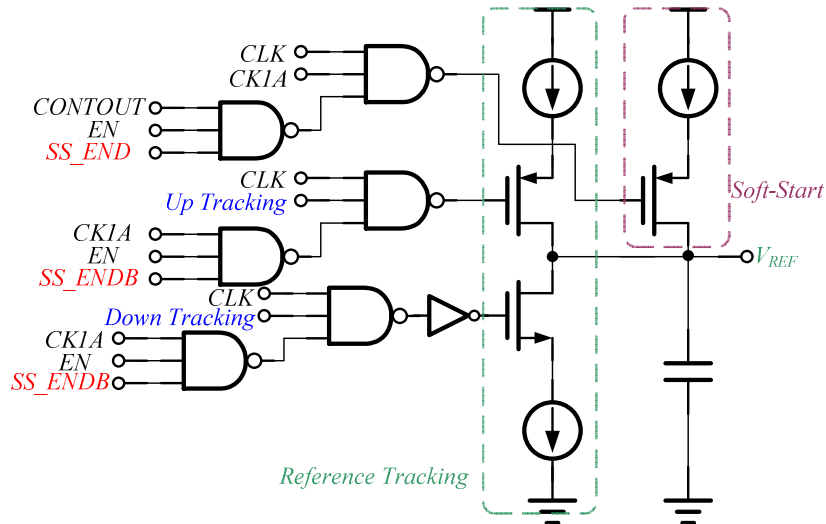 CLK
CK1A
CONTOUT
EN
SS_END
CLK
Up Tracking
Soft-Start
CK1A
EN
SS_ENDB
VREF
CLK
Down Tracking
CK1A
EN
SS_ENDB
Reference Tracking